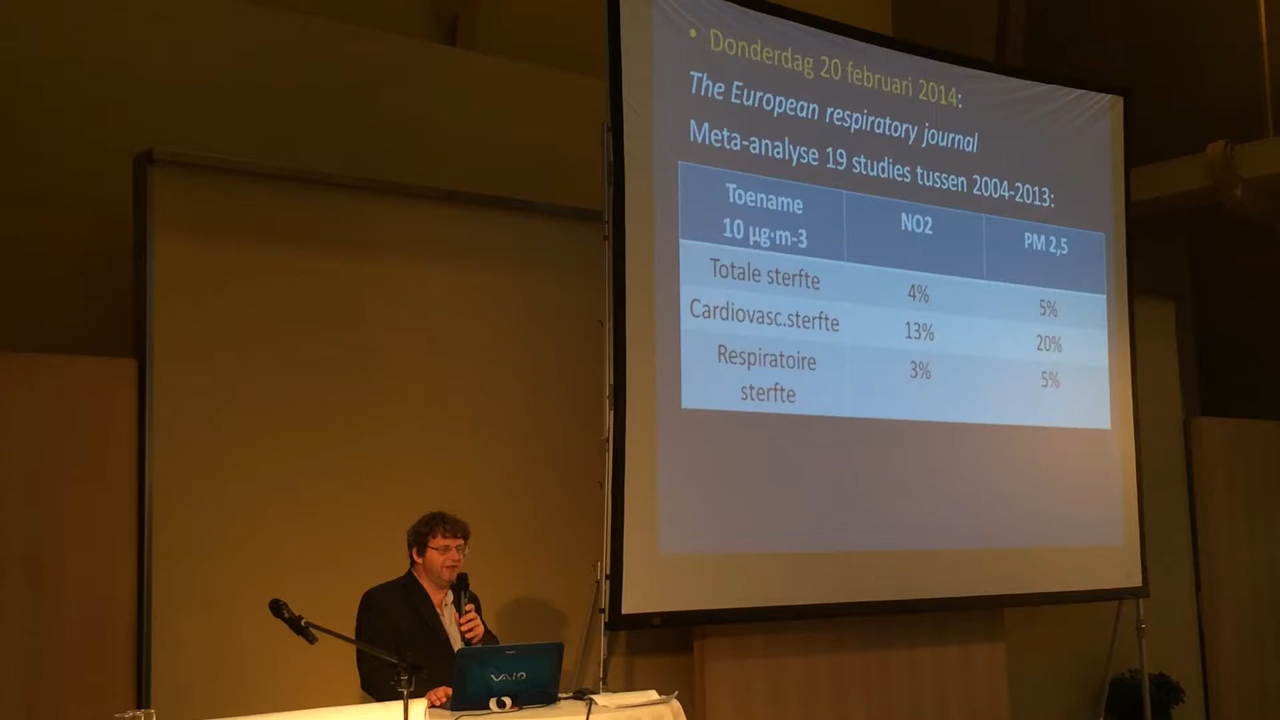 • Donderdag 20 februari 2014:
The European respiratory journal
Meta-analyse 19 studies tussen 2004-2013:
Toename
10 µg·m-3
NO2
PM 2,5
Totale sterfte
4%
5%
Cardiovasc.sterfte
13%
20%
Respiratoire
sterfte
3%
5%
VAIO